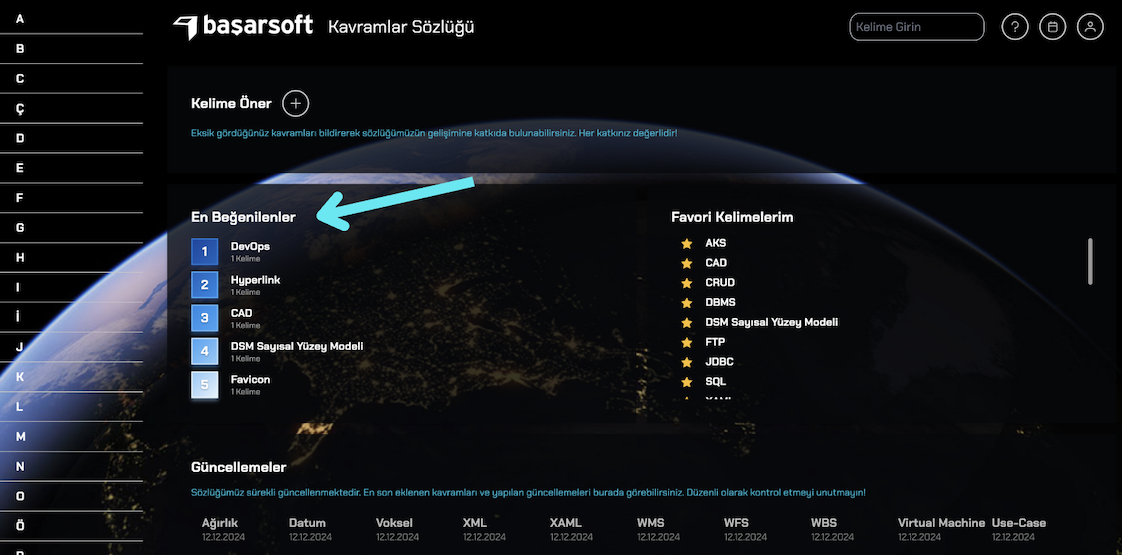 A
B
C
Ç
D
E
F
G
H
I
İ
J
K
L
M
N
O
Ö
başarsoft Kavramlar Sözlüğü
Kelime Girin
?
Kelime Öner
Eksik gördüğünüz kavramları bildirerek sözlüğümüzün gelişimine katkıda bulunabilirsiniz. Her katkınız değerlidir!
En Beğenilenler
1 DevOps
1 Kelime
2 Hyperlink
1 Kelime
3 CAD
1 Kelime
4 DSM Sayısal Yüzey Modeli
1 Kelime
5 Favicon
1 Kelime
Favori Kelimelerim
AKS
CAD
CRUD
DBMS
DSM Sayısal Yüzey Modeli
FTP
JDBC
SQL
Güncellemeler
Sözlüğümüz sürekli güncellenmektedir. En son eklenen kavramları ve yapılan güncellemeleri burada görebilirsiniz. Düzenli olarak kontrol etmeyi unutmayın!
Ağırlık Datum Voksel XML XAML WMS WFS WBS Virtual Machine Use-Case
12.12.2024 12.12.2024 12.12.2024 12.12.2024 12.12.2024 12.12.2024 12.12.2024 12.12.2024 12.12.2024 12.12.2024